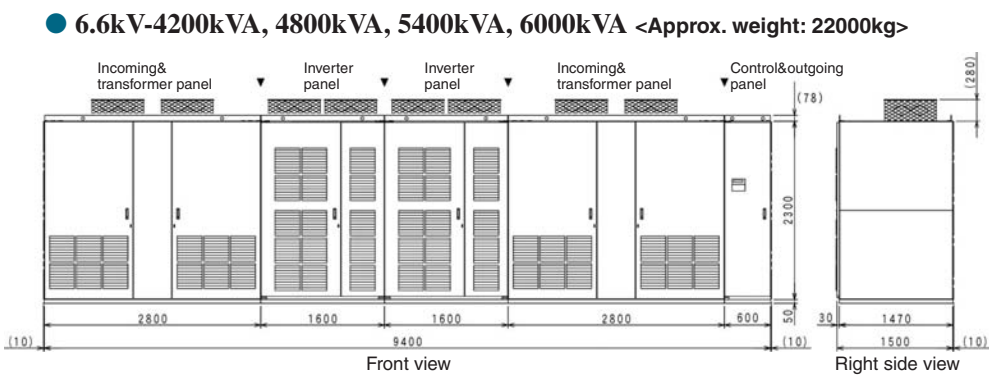 ● 6.6kV-4200kVA, 4800kVA, 5400kVA, 6000kVA <Approx. weight: 22000kg>
Incoming&
transformer panel
▼
Inverter
panel
▼
Inverter
panel
▼
Incoming&
transformer panel
▼
Control&outgoing
panel
(78)
(280)
2300
50
2800
1600
1600
2800
600
30
1470
(10)
9400
(10)
1500
(10)
Front view
Right side view